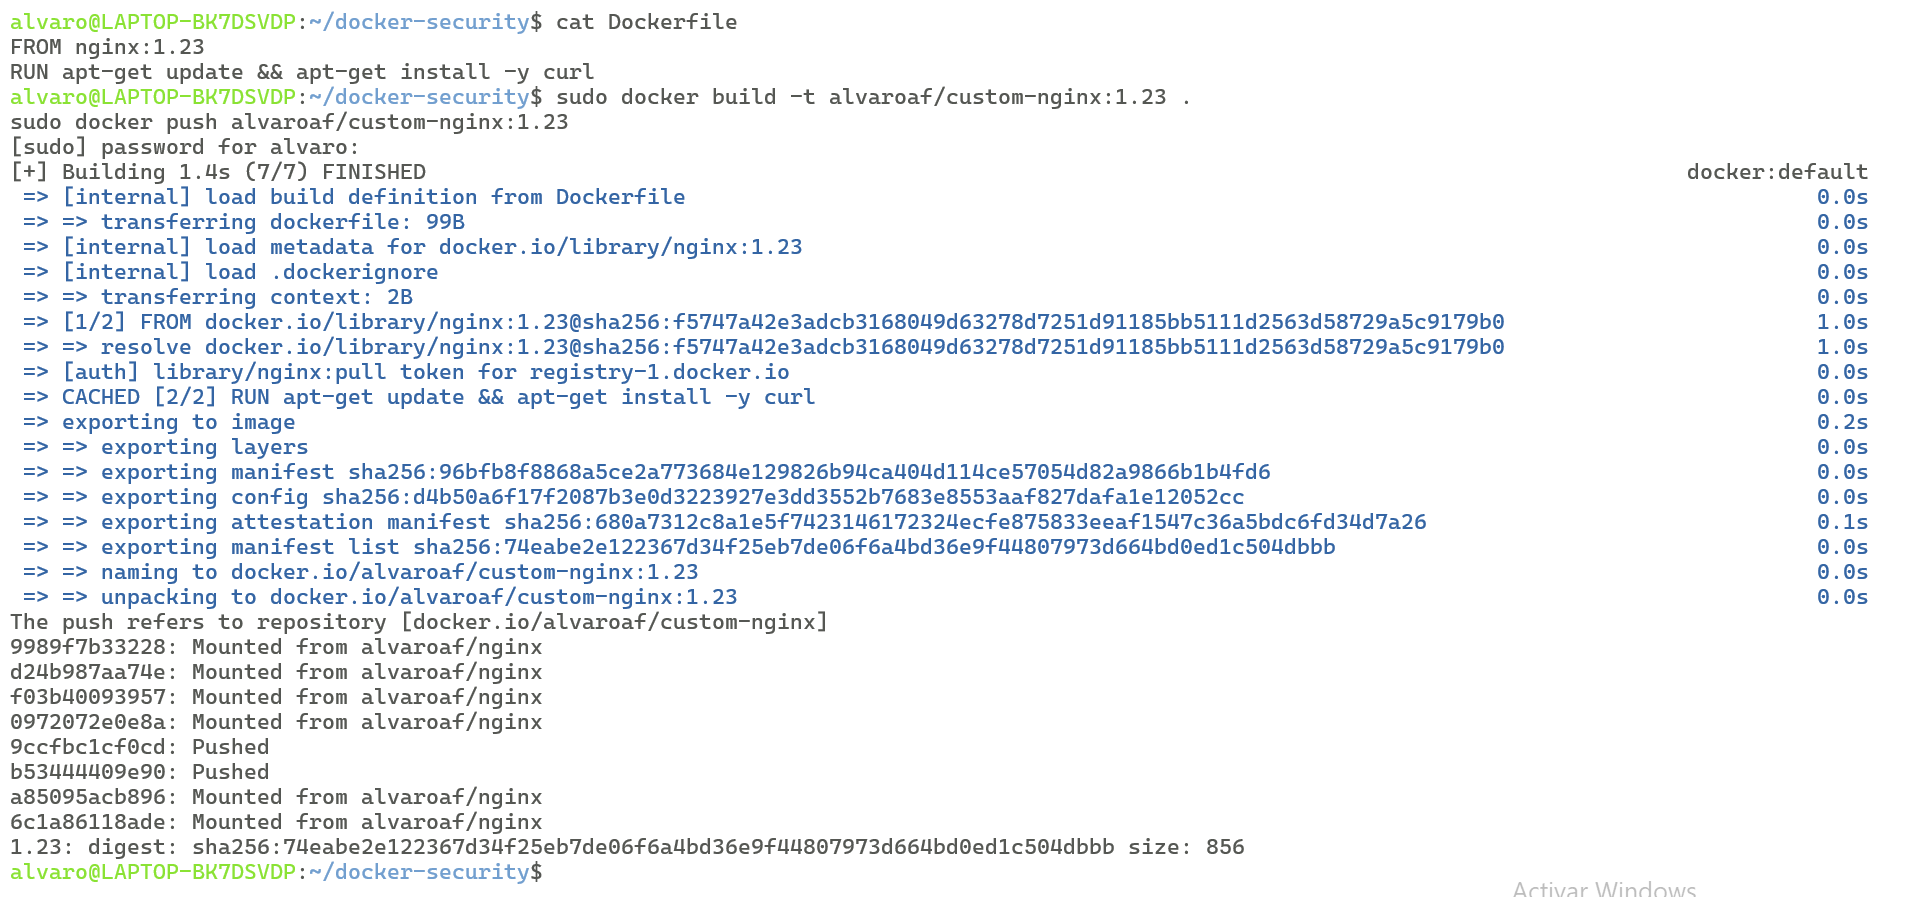 alvaro@LAPTOP-BK7DSVDP:~/docker-security$ cat Dockerfile
FROM nginx:1.23
RUN apt-get update && apt-get install -y curl
alvaro@LAPTOP-BK7DSVDP:~/docker-security$ sudo docker build -t alvaroaf/custom-nginx:1.23 .
sudo docker push alvaroaf/custom-nginx:1.23
[sudo] password for alvaro:
[+] Building 1.4s (7/7) FINISHED docker:default
=> [internal] load build definition from Dockerfile 0.0s
=> => transferring dockerfile: 99B 0.0s
=> [internal] load metadata for docker.io/library/nginx:1.23 0.0s
=> [internal] load .dockerignore 0.0s
=> => transferring context: 2B 0.0s
=> [1/2] FROM docker.io/library/nginx:1.23@sha256:f5747a42e3adcb3168049d63278d7251d91185bb5111d2563d58729a5c9179b0 1.0s
=> => resolve docker.io/library/nginx:1.23@sha256:f5747a42e3adcb3168049d63278d7251d91185bb5111d2563d58729a5c9179b0 1.0s
=> [auth] library/nginx:pull token for registry-1.docker.io 0.0s
=> CACHED [2/2] RUN apt-get update && apt-get install -y curl 0.0s
=> exporting to image 0.2s
=> => exporting layers 0.0s
=> => exporting manifest sha256:96bfb8f8868a5ce2a773684e129826b94ca404d114ce57054d82a9866b1b4fd6 0.0s
=> => exporting config sha256:d4b50a6f17f2087b3e0d3223927e3dd3552b7683e8553aaf827dafa1e12052cc 0.0s
=> => exporting attestation manifest sha256:680a7312c8a1e5f7423146172324ecfe875833eeaf1547c36a5bdc6fd34d7a26 0.1s
=> => exporting manifest list sha256:74eabe2e122367d34f25eb7de06f6a4bd36e9f44807973d664bd0ed1c504dbbb 0.0s
=> => naming to docker.io/alvaroaf/custom-nginx:1.23 0.0s
=> => unpacking to docker.io/alvaroaf/custom-nginx:1.23 0.0s
The push refers to repository [docker.io/alvaroaf/custom-nginx]
9989f7b33228: Mounted from alvaroaf/nginx
d24b987aa74e: Mounted from alvaroaf/nginx
f03b40093957: Mounted from alvaroaf/nginx
0972072e0e8a: Mounted from alvaroaf/nginx
9ccfbc1cf0cd: Pushed
b53444409e90: Pushed
a85095acb896: Mounted from alvaroaf/nginx
6c1a86118ade: Mounted from alvaroaf/nginx
1.23: digest: sha256:74eabe2e122367d34f25eb7de06f6a4bd36e9f44807973d664bd0ed1c504dbbb size: 856
alvaro@LAPTOP-BK7DSVDP:~/docker-security$
Activar Windows